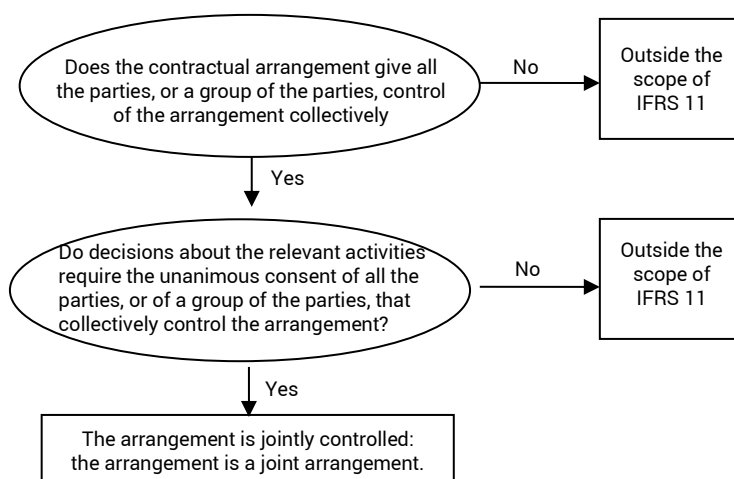 Does the contractual arrangement give all
the parties, or a group of the parties, control
of the arrangement collectively
No
Outside the
scope of
IFRS 11
Yes
Do decisions about the relevant activities
require the unanimous consent of all the
parties, or of a group of the parties, that
collectively control the arrangement?
No
Outside the
scope of
IFRS 11
Yes
The arrangement is jointly controlled:
the arrangement is a joint arrangement.